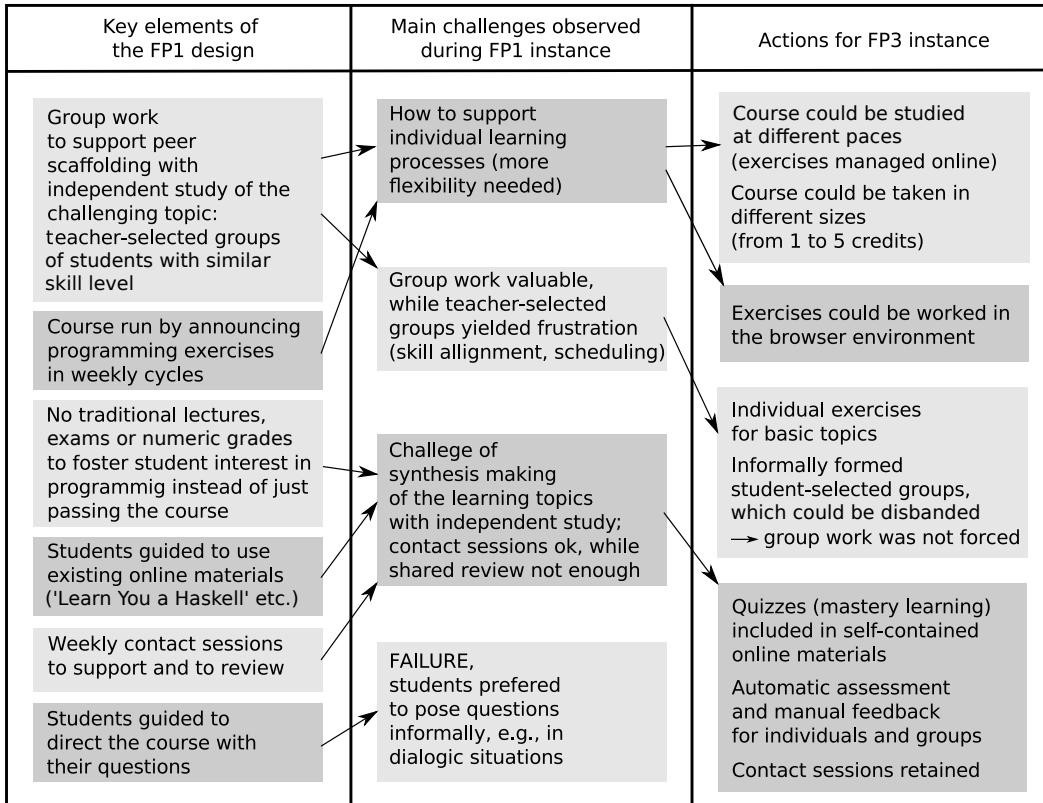 Key elements of
the FP1 design
Main challenges observed
during FP1 instance
Actions for FP3 instance
Group work
to support peer
scaffolding with
independent study of the
challenging topic:
teacher-selected groups
of students with similar
skill level
Course run by announcing
programming exercises
in weekly cycles
No traditional lectures,
exams or numeric grades
to foster student interest in
programmig instead of just
passing the course
Students guided to use
existing online materials
('Learn You a Haskell' etc.)
Weekly contact sessions
to support and to review
Students guided to
direct the course with
their questions
How to support
individual learning
processes (more
flexibility needed)
Group work valuable,
while teacher-selected
groups yielded frustration
(skill allignment, scheduling)
Challege of
synthesis making
of the learning topics
with independent study;
contact sessions ok, while
shared review not enough
FAILURE,
students prefered
to pose questions
informally, e.g., in
dialogic situations
Course could be studied
at different paces
(exercises managed online)
Course could be taken in
different sizes
(from 1 to 5 credits)
Exercises could be worked in
the browser environment
Individual exercises
for basic topics
Informally formed
student-selected groups,
which could be disbanded
→ group work was not forced
Quizzes (mastery learning)
included in self-contained
online materials
Automatic assessment
and manual feedback
for individuals and groups
Contact sessions retained